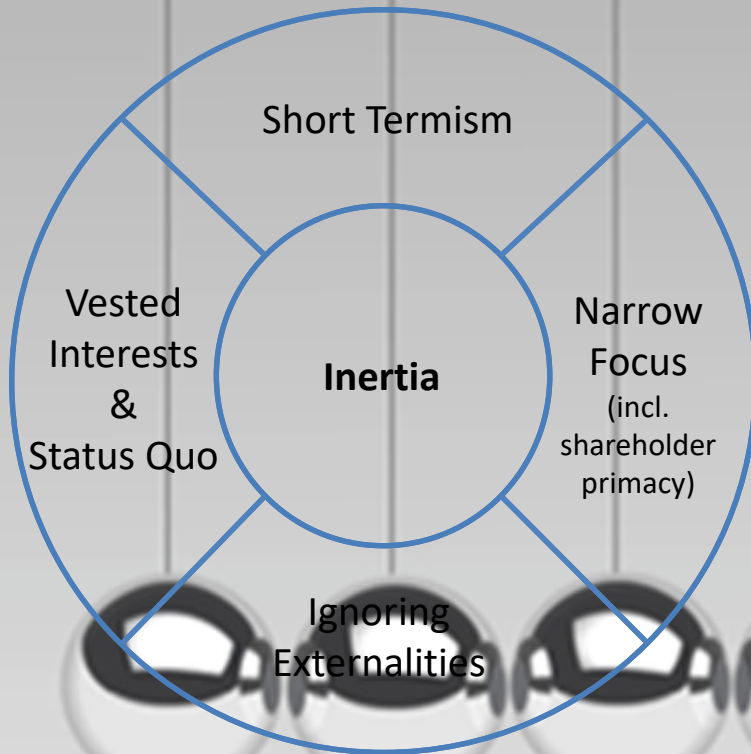 Short Termism
Vested
Interests
&
Status Quo
Inertia
Narrow
Focus
(incl.
shareholder
primacy)
Ignoring
Externalities